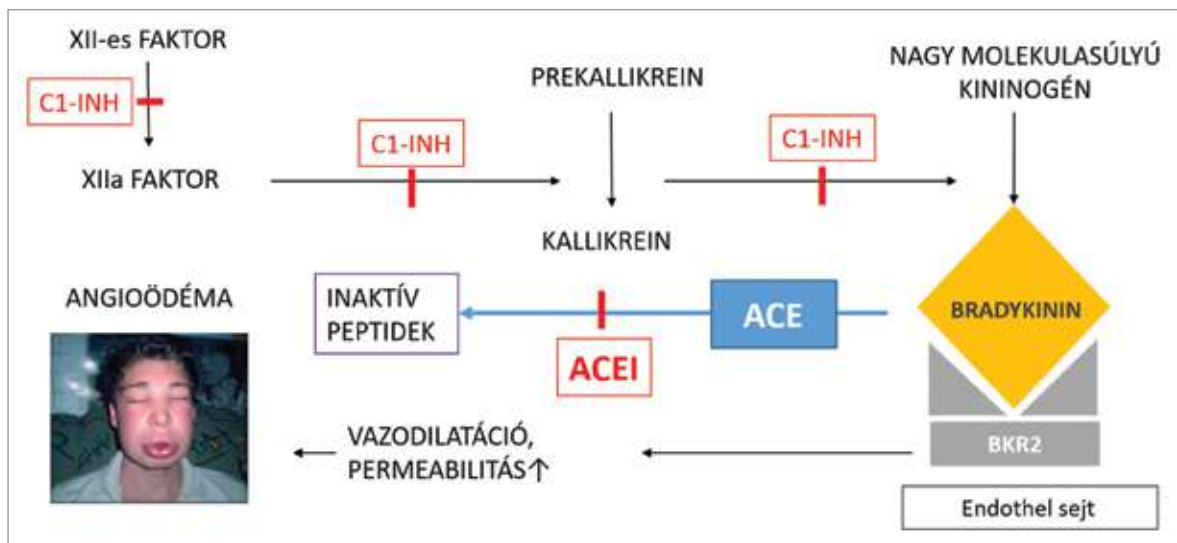 XII-es FAKTOR
C1-INH
XIIa FAKTOR
C1-INH
PREKALLIKREIN
KALLIKREIN
C1-INH
NAGY MOLEKULASÚLYÚ
KININOGÉN
BRADYKININ
BKR2
Endothel sejt
ACE
ACEI
INAKTÍV
PEPTIDEK
VAZODILATÁCIÓ,
PERMEABILITÁS↑
ANGIOÖDÉMA